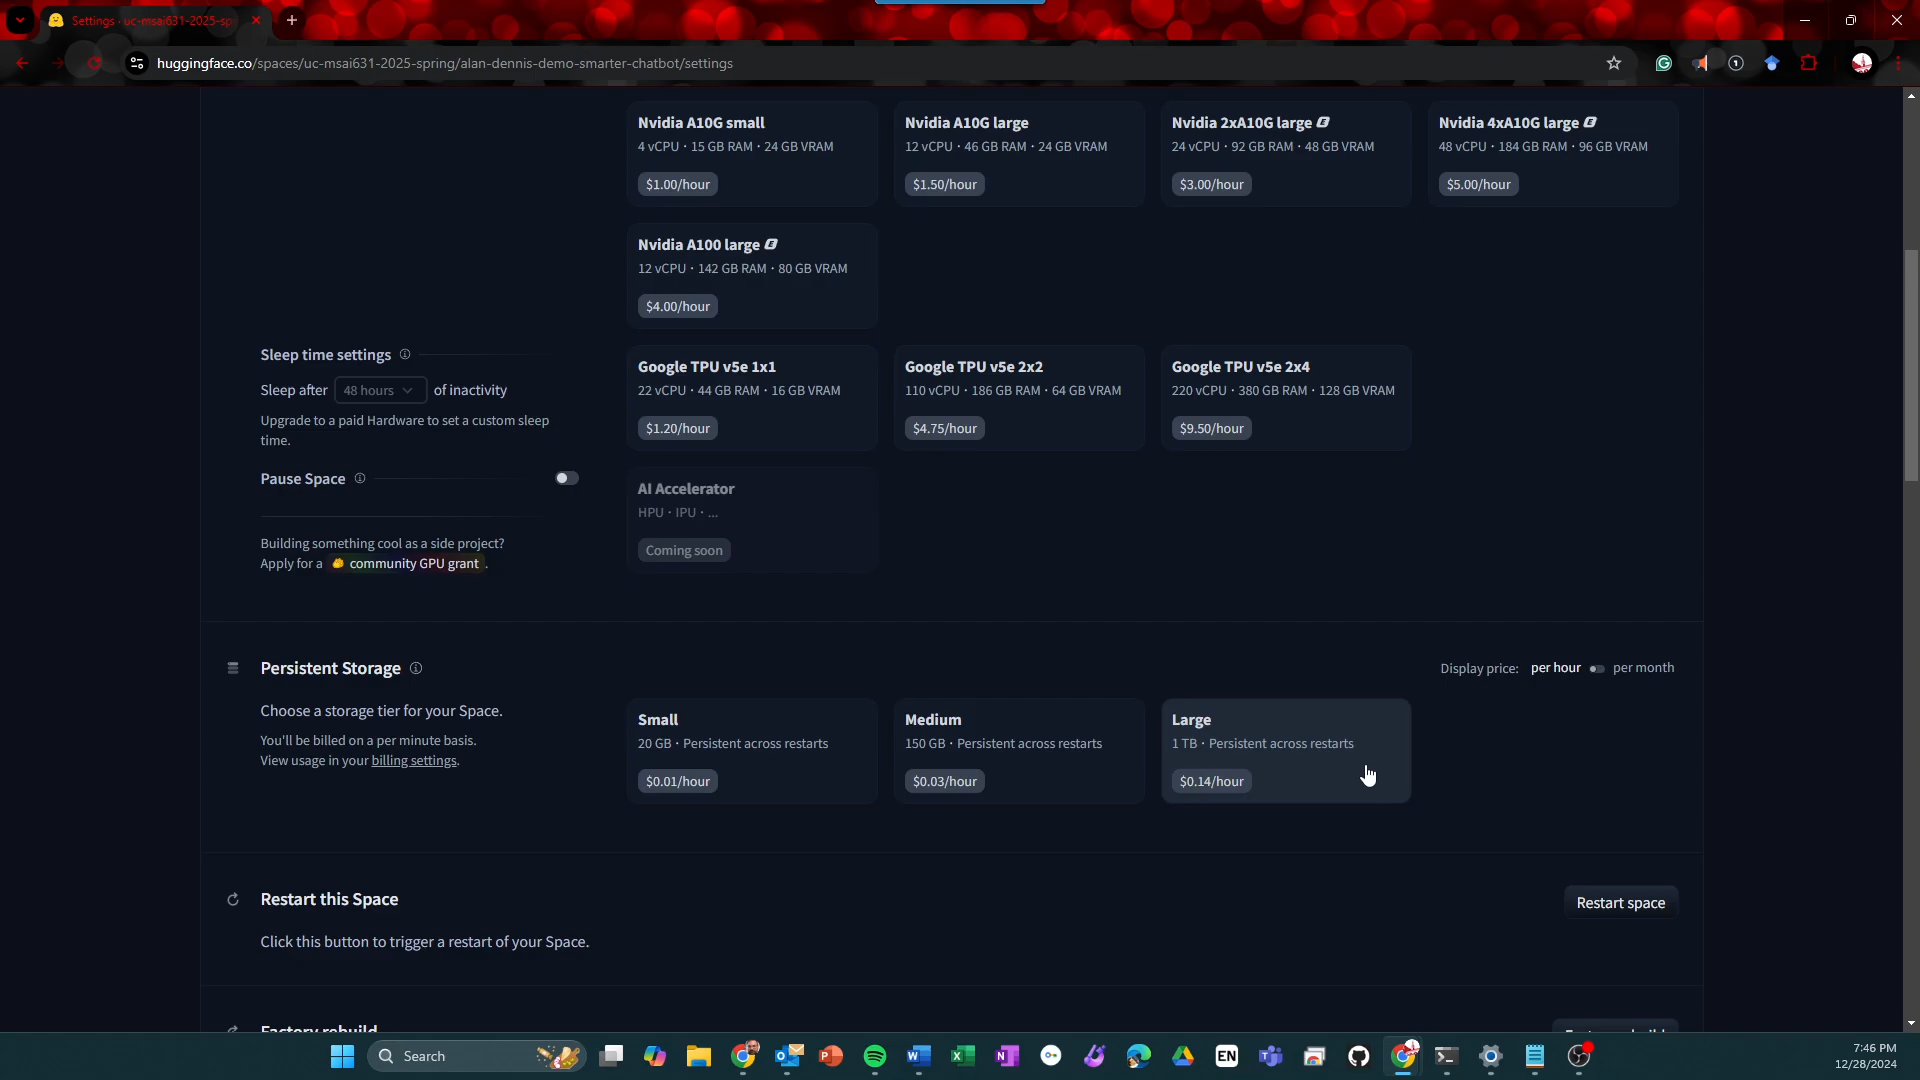 Settings - uc-msai631-2025-sp
huggingface.co/spaces/uc-msai631-2025-spring/alan-dennis-demo-smarter-chatbot/settings
Nvidia A10G small
4 vCPU · 15 GB RAM · 24 GB VRAM
$1.00/hour
Nvidia A10G large
12 vCPU · 46 GB RAM · 24 GB VRAM
$1.50/hour
Nvidia 2xA10G large E
24 vCPU · 92 GB RAM · 48 GB VRAM
$3.00/hour
Nvidia 4xA10G large E
48 vCPU · 184 GB RAM · 96 GB VRAM
$5.00/hour
Nvidia A100 large E
12 vCPU · 142 GB RAM · 80 GB VRAM
$4.00/hour
Sleep time settings
Sleep after 48 hours of inactivity
Upgrade to a paid Hardware to set a custom sleep
time.
Pause Space
Building something cool as a side project?
Apply for a community GPU grant.
Google TPU v5e 1x1
22 vCPU · 44 GB RAM · 16 GB VRAM
$1.20/hour
Google TPU v5e 2x2
110 vCPU · 186 GB RAM · 64 GB VRAM
$4.75/hour
Google TPU v5e 2x4
220 vCPU · 380 GB RAM · 128 GB VRAM
$9.50/hour
AI Accelerator
HPU · IPU · ...
Coming soon
Persistent Storage
Display price: per hour per month
Choose a storage tier for your Space.
You'll be billed on a per minute basis.
View usage in your billing settings.
Small
20 GB · Persistent across restarts
$0.01/hour
Medium
150 GB · Persistent across restarts
$0.03/hour
Large
1 TB · Persistent across restarts
$0.14/hour
Restart this Space
Restart space
Click this button to trigger a restart of your Space.
Factory rebuild
Search
EN
7:46 PM
12/28/2024